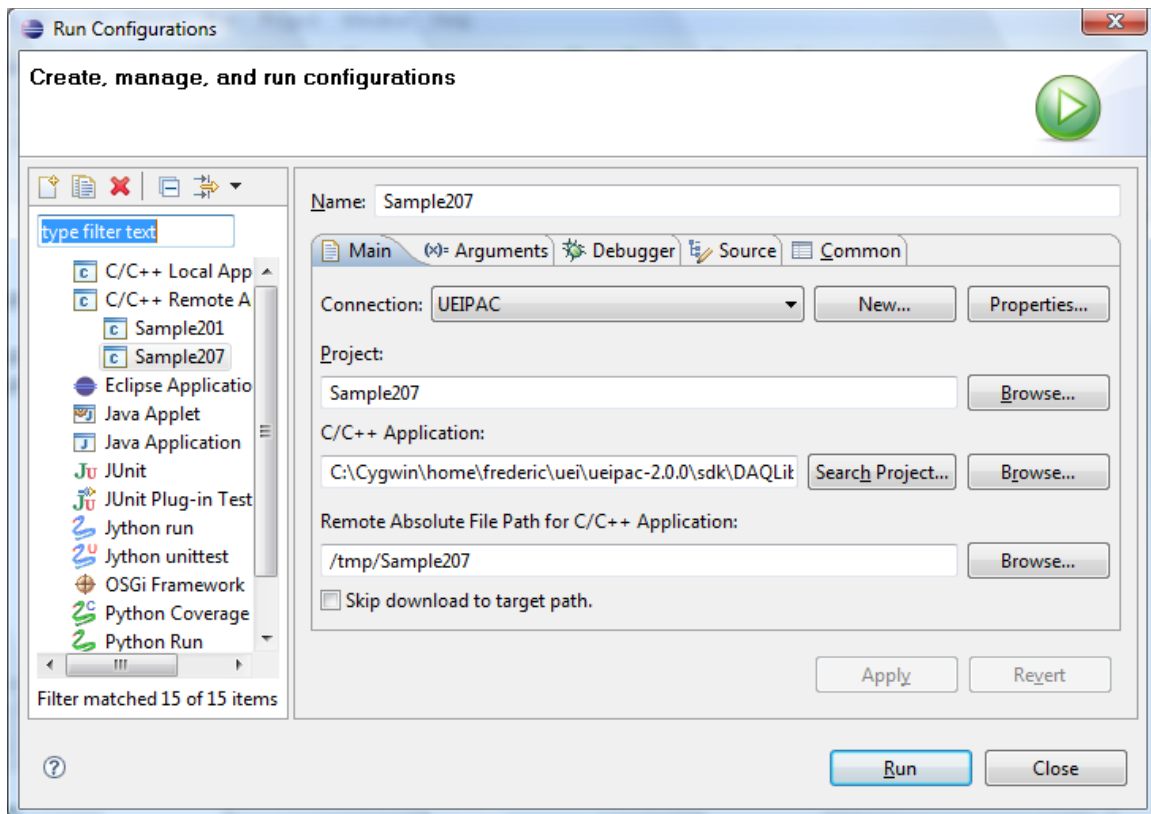 Run Configurations
Create, manage, and run configurations
type filter text
C/C++ Local App
C/C++ Remote A
Sample201
Sample207
Eclipse Applicatio
Java Applet
Java Application
JUnit
JUnit Plug-in Test
Jython run
Jython unittest
OSGi Framework
Python Coverage
Python Run
Filter matched 15 of 15 items
Name: Sample207
Main (x)= Arguments Debugger Source Common
Connection: UEIPAC New... Properties...
Project:
Sample207 Browse...
C/C++ Application:
C:\Cygwin\home\frederic\uei\ueipac-2.0.0\sdk\DAQLib Search Project... Browse...
Remote Absolute File Path for C/C++ Application:
/tmp/Sample207 Browse...
Skip download to target path.
Apply Revert
Run Close